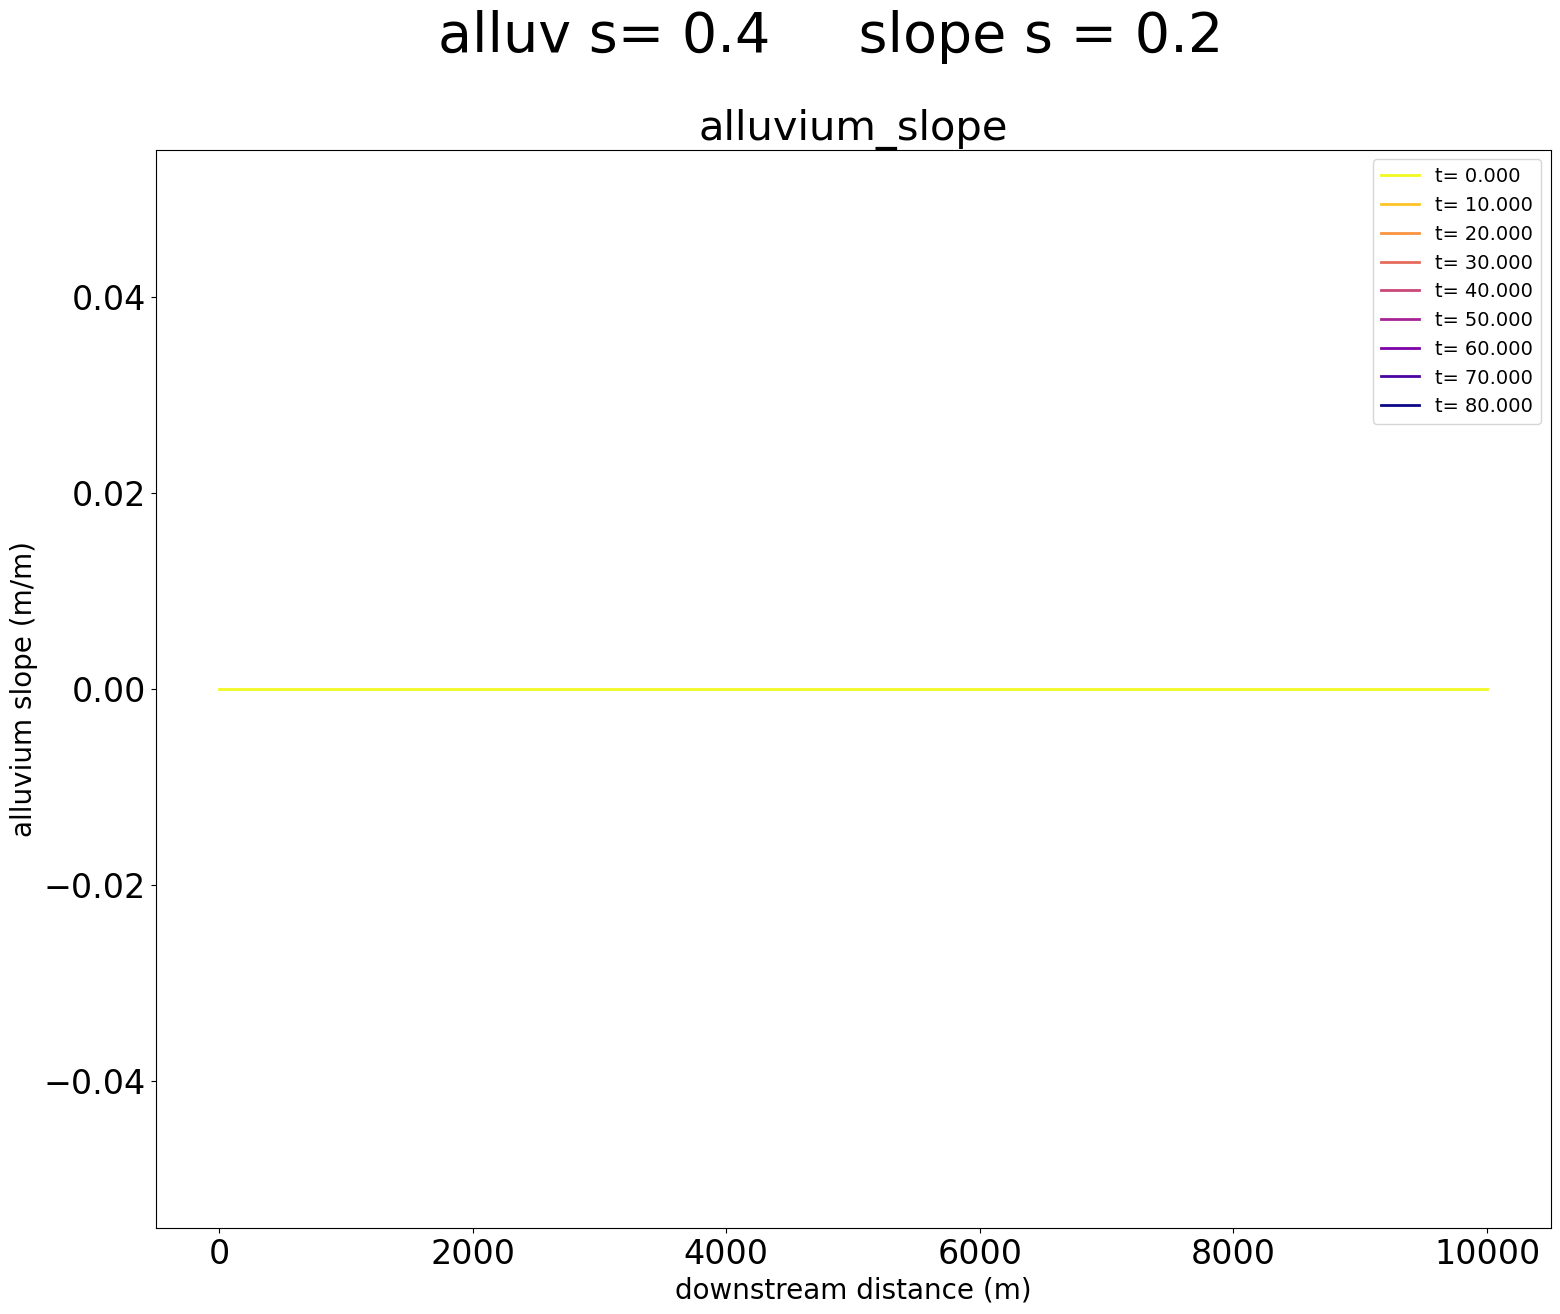 alluv s= 0.4     slope s = 0.2
alluvium_slope
t= 0.000
t= 10.000
t= 20.000
t= 30.000
t= 40.000
t= 50.000
t= 60.000
t= 70.000
t= 80.000
alluvium slope (m/m)
0.04
0.02
0.00
−0.02
−0.04
0 2000 4000 6000 8000 10000
downstream distance (m)